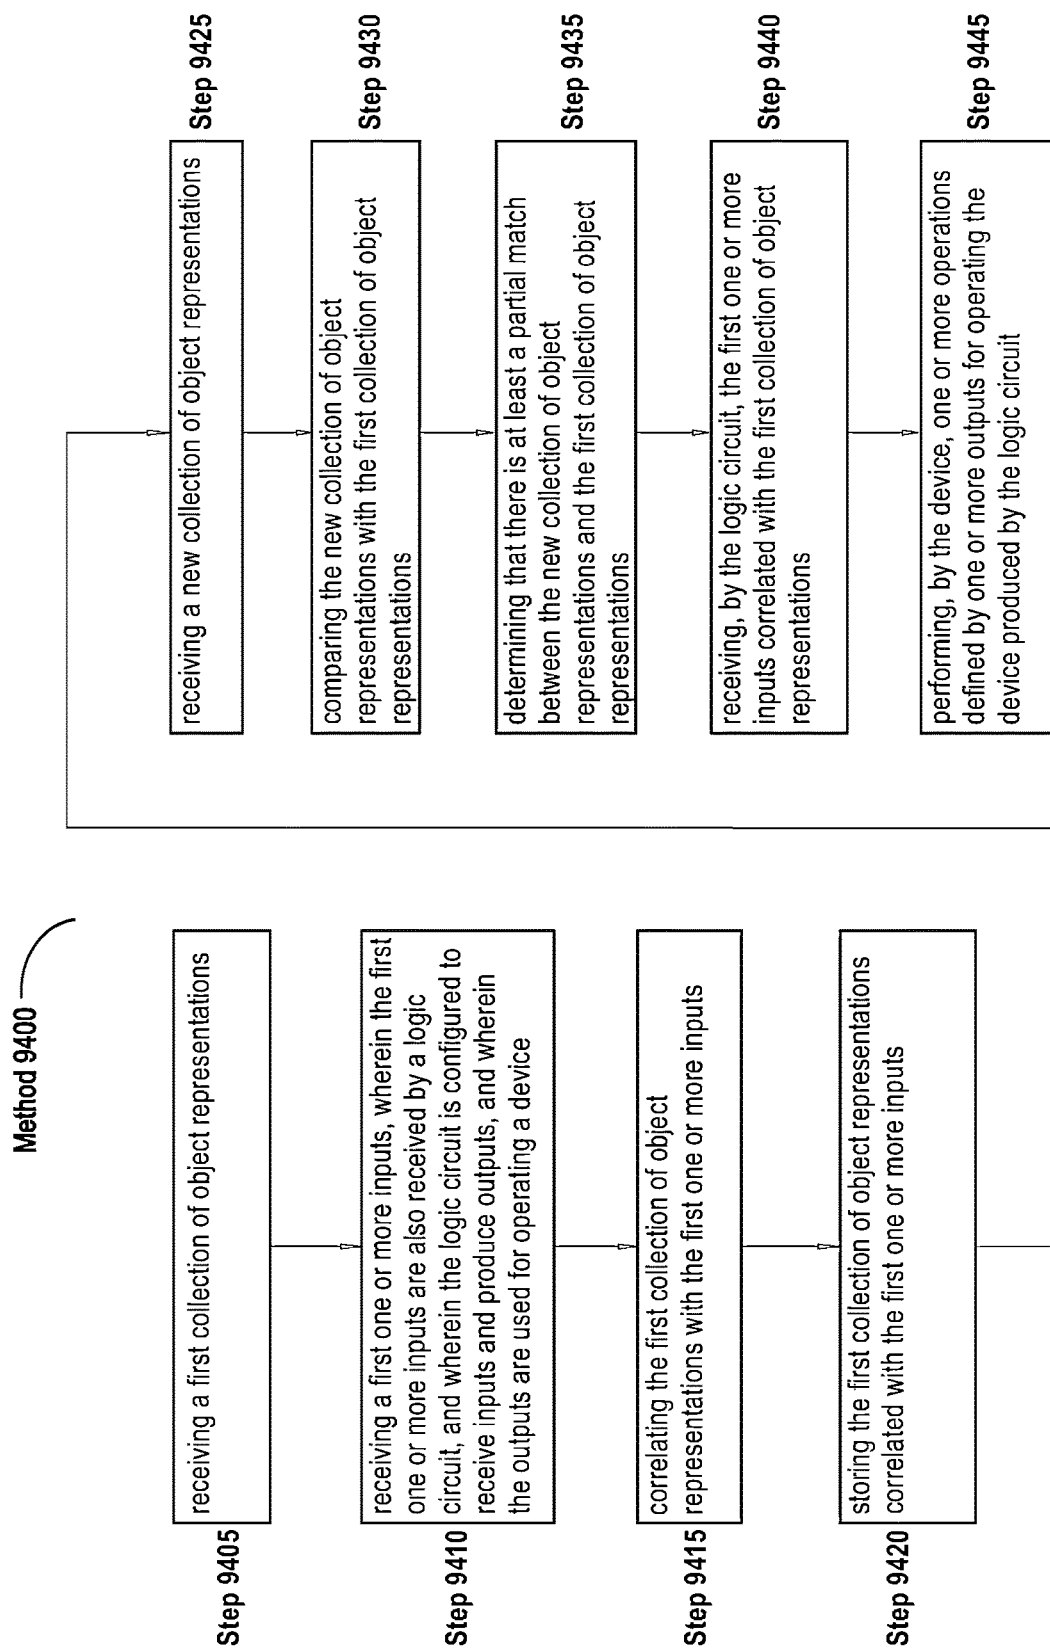 Method 9400
Step 9405
receiving a first collection of object representations
Step 9410
receiving a first one or more inputs, wherein the first
one or more inputs are also received by a logic
circuit, and wherein the logic circuit is configured to
receive inputs and produce outputs, and wherein
the outputs are used for operating a device
Step 9415
correlating the first collection of object
representations with the first one or more inputs
Step 9420
storing the first collection of object representations
correlated with the first one or more inputs
Step 9425
receiving a new collection of object representations
Step 9430
comparing the new collection of object
representations with the first collection of object
representations
Step 9435
determining that there is at least a partial match
between the new collection of object
representations and the first collection of object
representations
Step 9440
receiving, by the logic circuit, the first one or more
inputs correlated with the first collection of object
representations
Step 9445
performing, by the device, one or more operations
defined by one or more outputs for operating the
device produced by the logic circuit